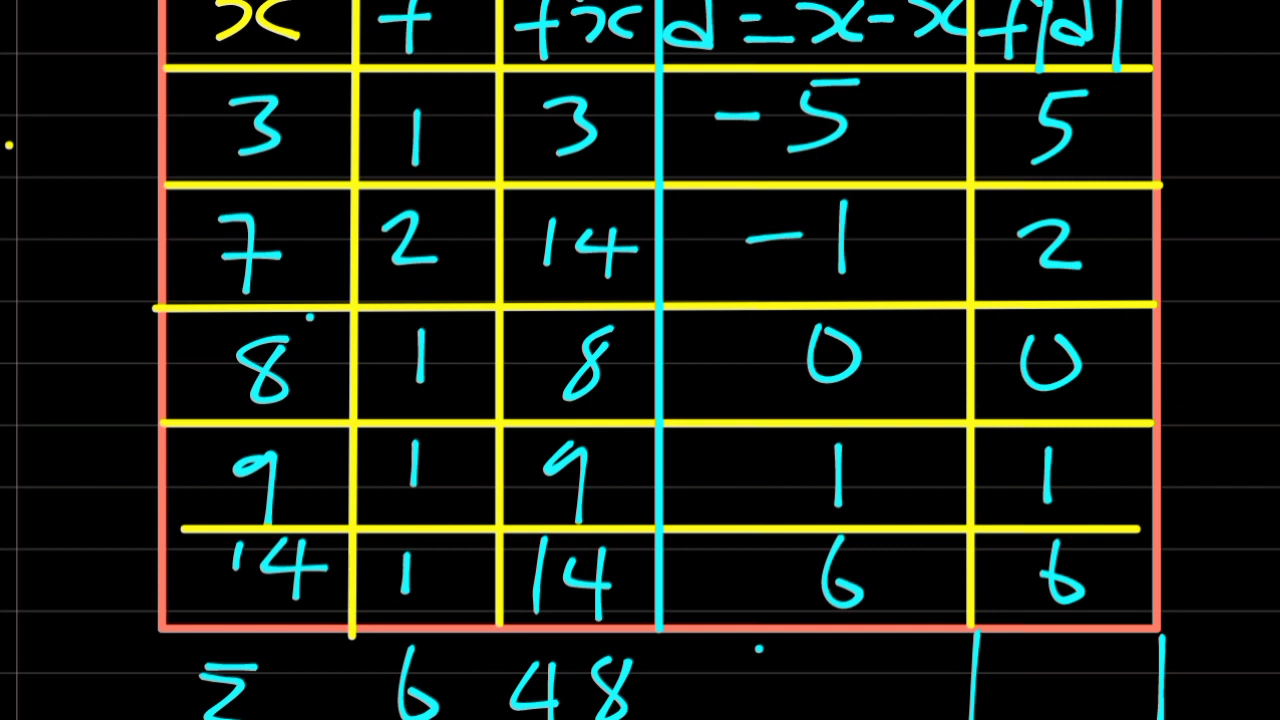 x f fx d = x - x̄ f|d|
3 1 3 -5 5
7 2 14 -1 2
8 1 8 0 0
9 1 9 1 1
14 1 14 6 6
Σ 6 48